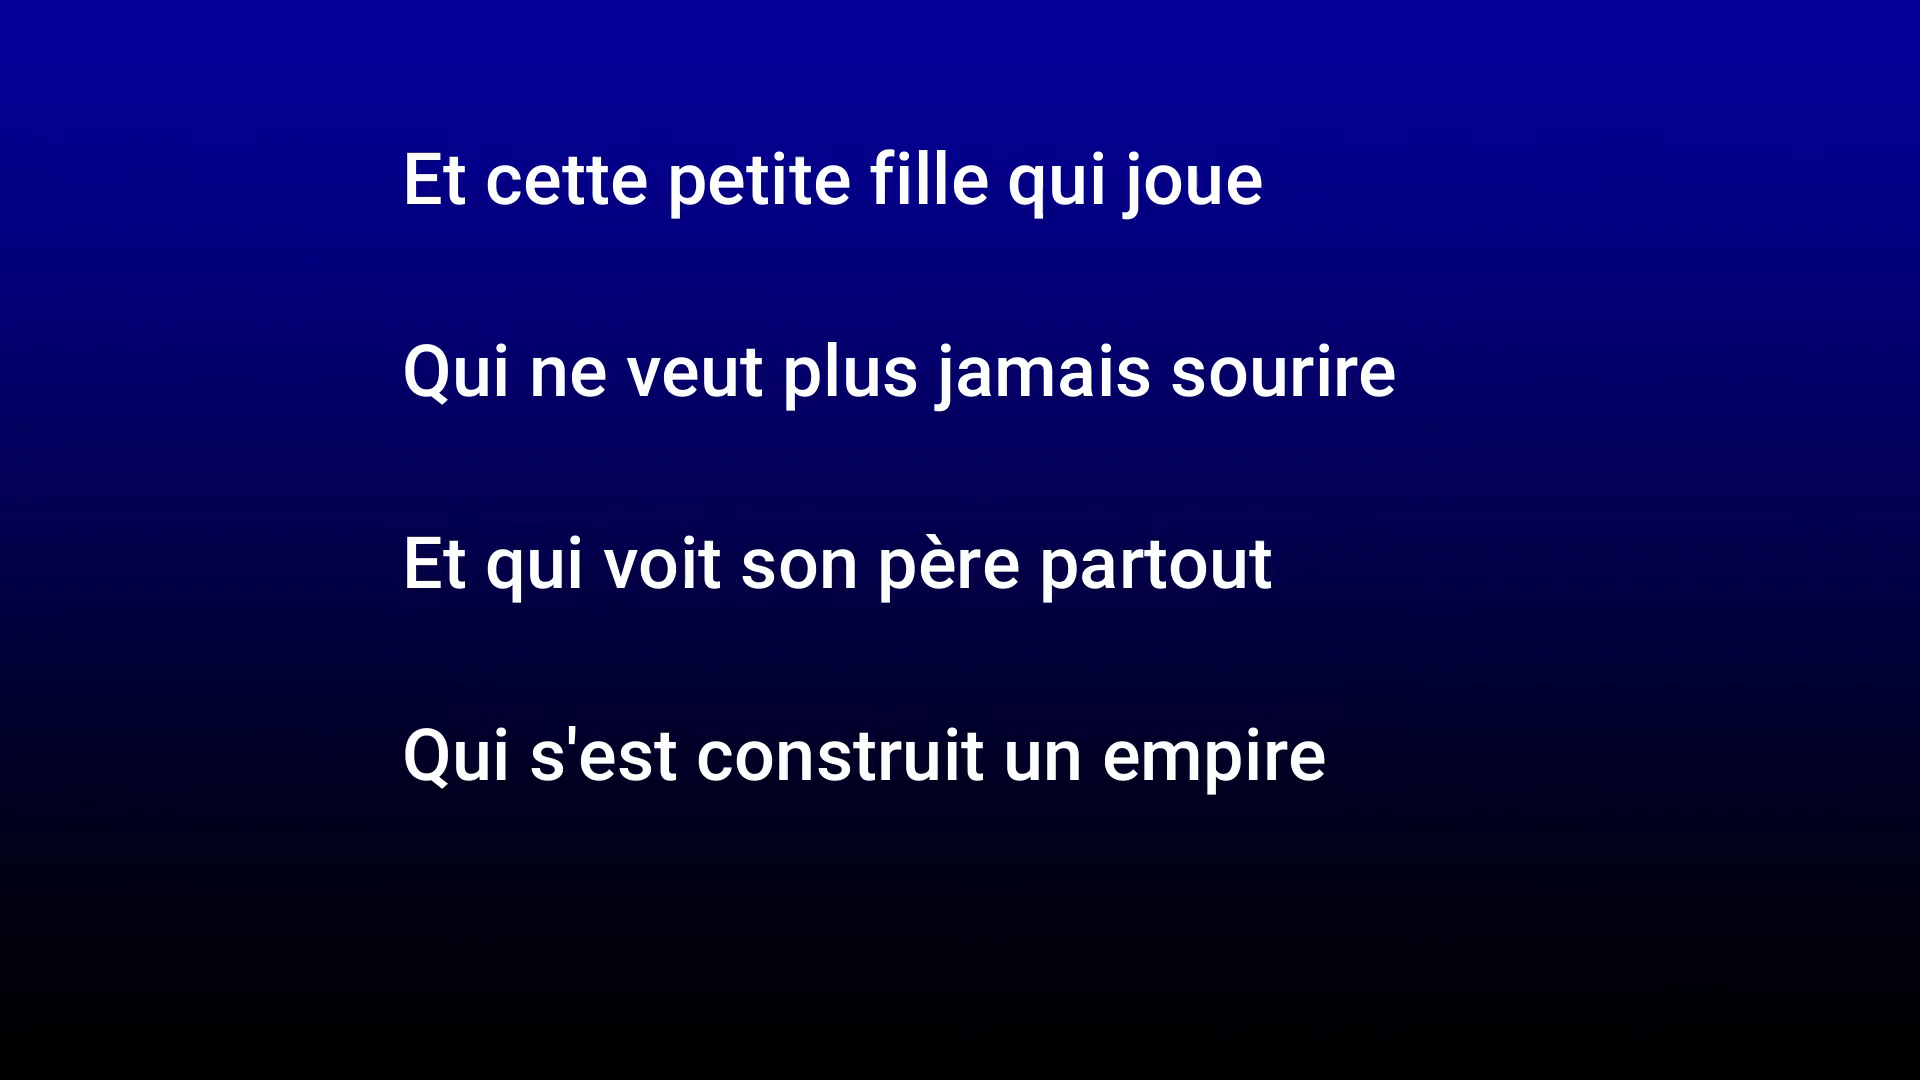 Et cette petite fille qui joue
Qui ne veut plus jamais sourire
Et qui voit son père partout
Qui s'est construit un empire